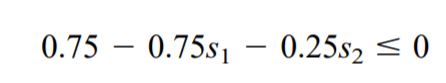 0.75 − 0.75s₁ − 0.25s₂ ≤ 0